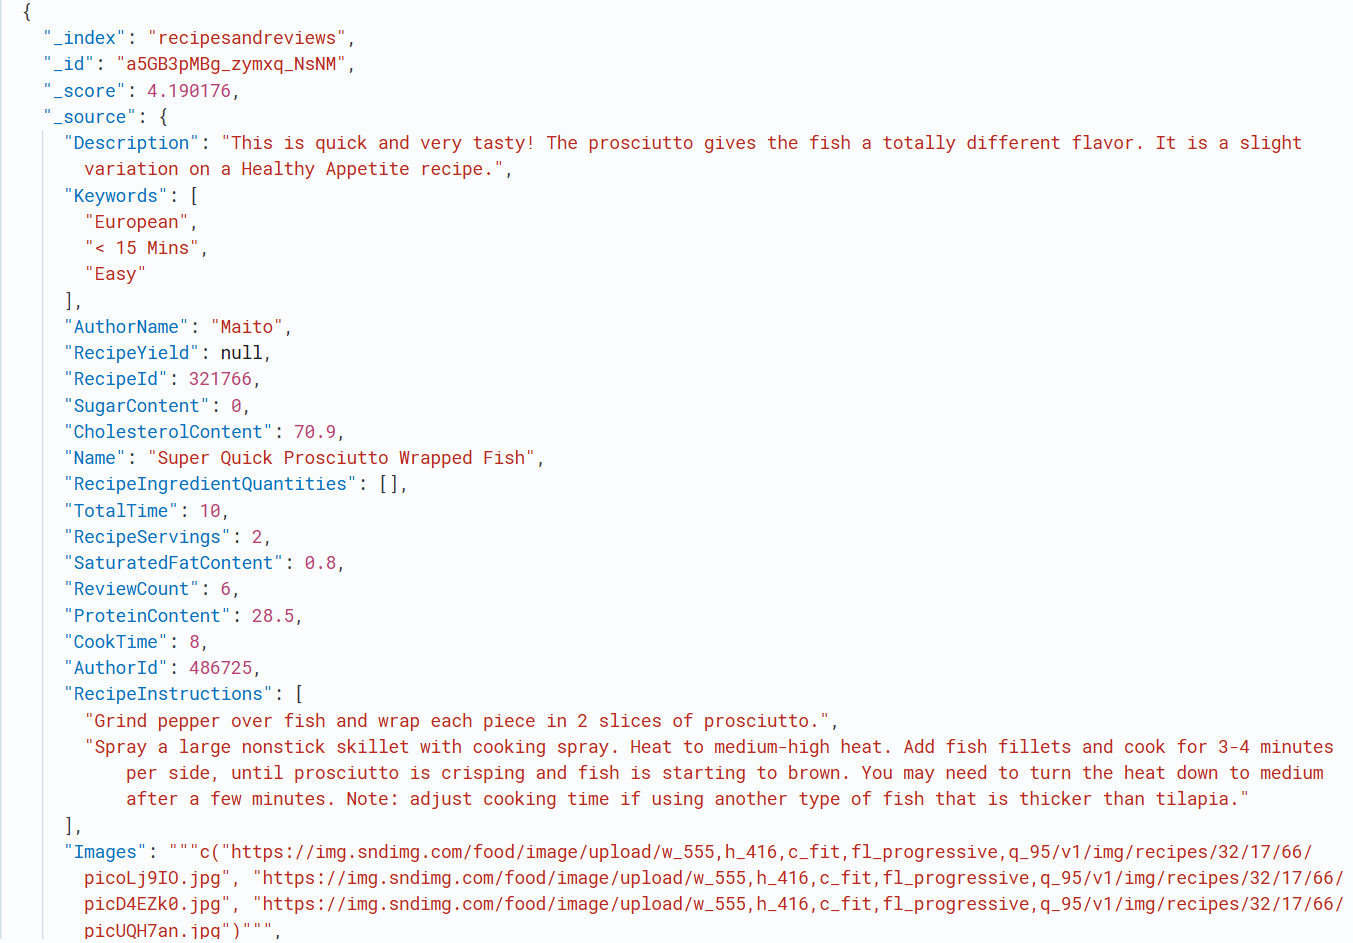 {
"_index": "recipesandreviews",
"_id": "a5GB3pMBg_zymxq_NsNM",
"_score": 4.190176,
"_source": {
"Description": "This is quick and very tasty! The prosciutto gives the fish a totally different flavor. It is a slight
variation on a Healthy Appetite recipe.",
"Keywords": [
"European",
"< 15 Mins",
"Easy"
],
"AuthorName": "Maito",
"RecipeYield": null,
"RecipeId": 321766,
"SugarContent": 0,
"CholesterolContent": 70.9,
"Name": "Super Quick Prosciutto Wrapped Fish",
"RecipeIngredientQuantities": [],
"TotalTime": 10,
"RecipeServings": 2,
"SaturatedFatContent": 0.8,
"ReviewCount": 6,
"ProteinContent": 28.5,
"CookTime": 8,
"AuthorId": 486725,
"RecipeInstructions": [
"Grind pepper over fish and wrap each piece in 2 slices of prosciutto.",
"Spray a large nonstick skillet with cooking spray. Heat to medium-high heat. Add fish fillets and cook for 3-4 minutes
per side, until prosciutto is crisping and fish is starting to brown. You may need to turn the heat down to medium
after a few minutes. Note: adjust cooking time if using another type of fish that is thicker than tilapia."
],
"Images": """c("https://img.sndimg.com/food/image/upload/w_555,h_416,c_fit,fl_progressive,q_95/v1/img/recipes/32/17/66/
picoLj9IO.jpg", "https://img.sndimg.com/food/image/upload/w_555,h_416,c_fit,fl_progressive,q_95/v1/img/recipes/32/17/66/
picD4EZk0.jpg", "https://img.sndimg.com/food/image/upload/w_555,h_416,c_fit,fl_progressive,q_95/v1/img/recipes/32/17/66/
picUQH7an.jpg")""",